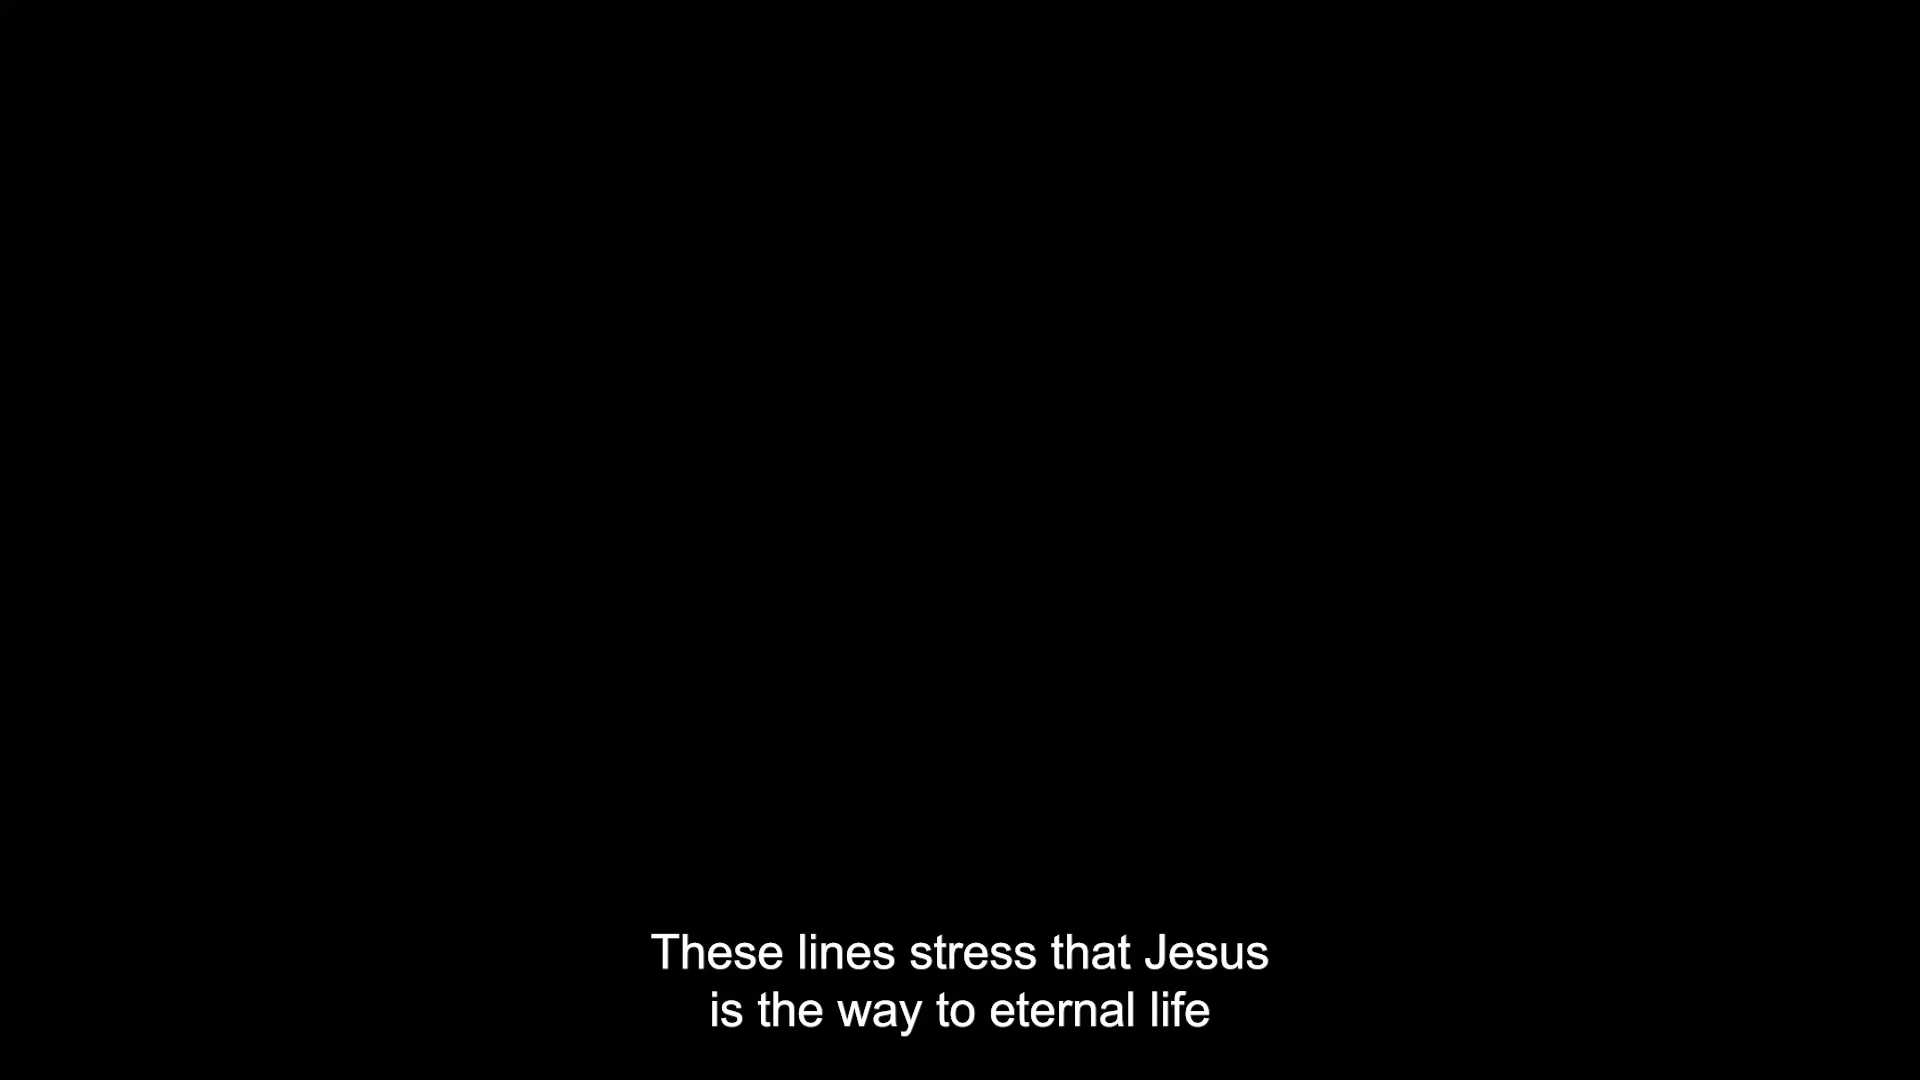 These lines stress that Jesus
is the way to eternal life